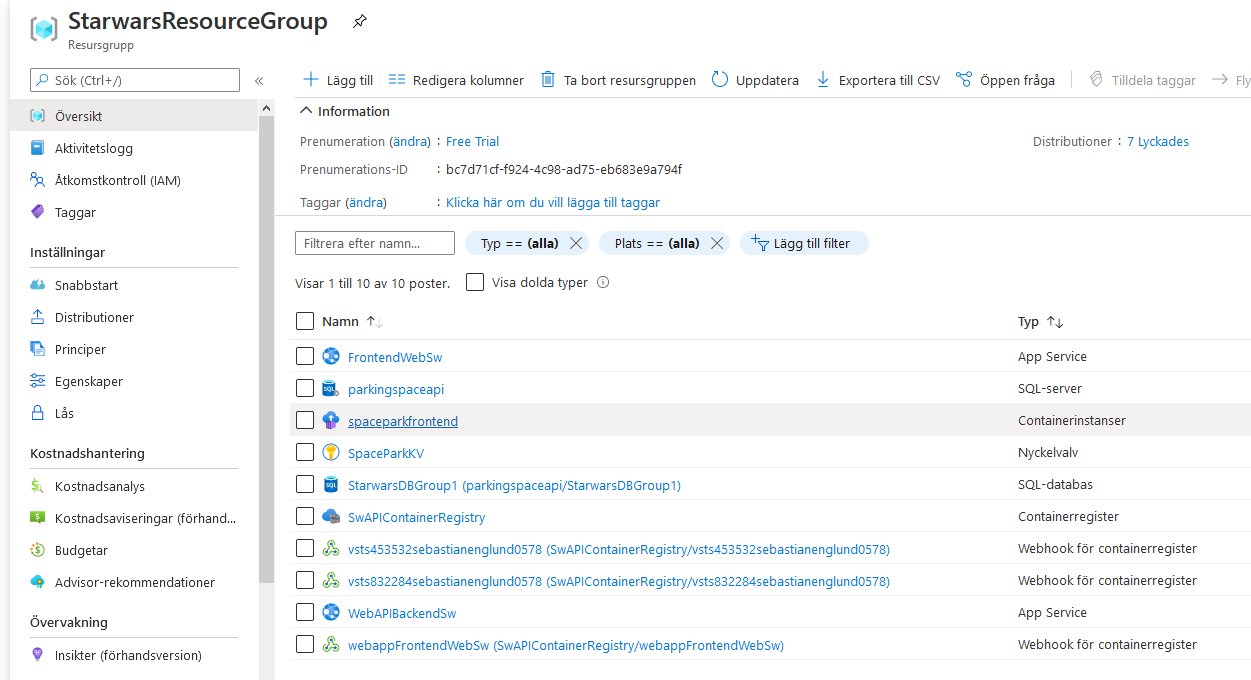 StarwarsResourceGroup
Resursgrupp
Sök (Ctrl+/)
«
Lägg till
Redigera kolumner
Ta bort resursgruppen
Uppdatera
Exportera till CSV
Öppen fråga
Tilldela taggar
Fly
Översikt
Aktivitetslogg
Åtkomstkontroll (IAM)
Taggar
Inställningar
Snabbstart
Distributioner
Principer
Egenskaper
Lås
Kostnadshantering
Kostnadsanalys
Kostnadsaviseringar (förhand...
Budgetar
Advisor-rekommendationer
Övervakning
Insikter (förhandsversion)
Information
Prenumeration (ändra) : Free Trial
Distributioner : 7 Lyckades
Prenumerations-ID : bc7d71cf-f924-4c98-ad75-eb683e9a794f
Taggar (ändra) : Klicka här om du vill lägga till taggar
Filtrera efter namn...
Typ == (alla)
Plats == (alla)
Lägg till filter
Visar 1 till 10 av 10 poster.
Visa dolda typer
Namn Typ
FrontendWebSw App Service
parkingspaceapi SQL-server
spaceparkfrontend Containerinstanser
SpaceParkKV Nyckelvalv
StarwarsDBGroup1 (parkingspaceapi/StarwarsDBGroup1) SQL-databas
SwAPIContainerRegistry Containerregister
vsts453532sebastianenglund0578 (SwAPIContainerRegistry/vsts453532sebastianenglund0578) Webhook för containerregister
vsts832284sebastianenglund0578 (SwAPIContainerRegistry/vsts832284sebastianenglund0578) Webhook för containerregister
WebAPIBackendSw App Service
webappFrontendWebSw (SwAPIContainerRegistry/webappFrontendWebSw) Webhook för containerregister